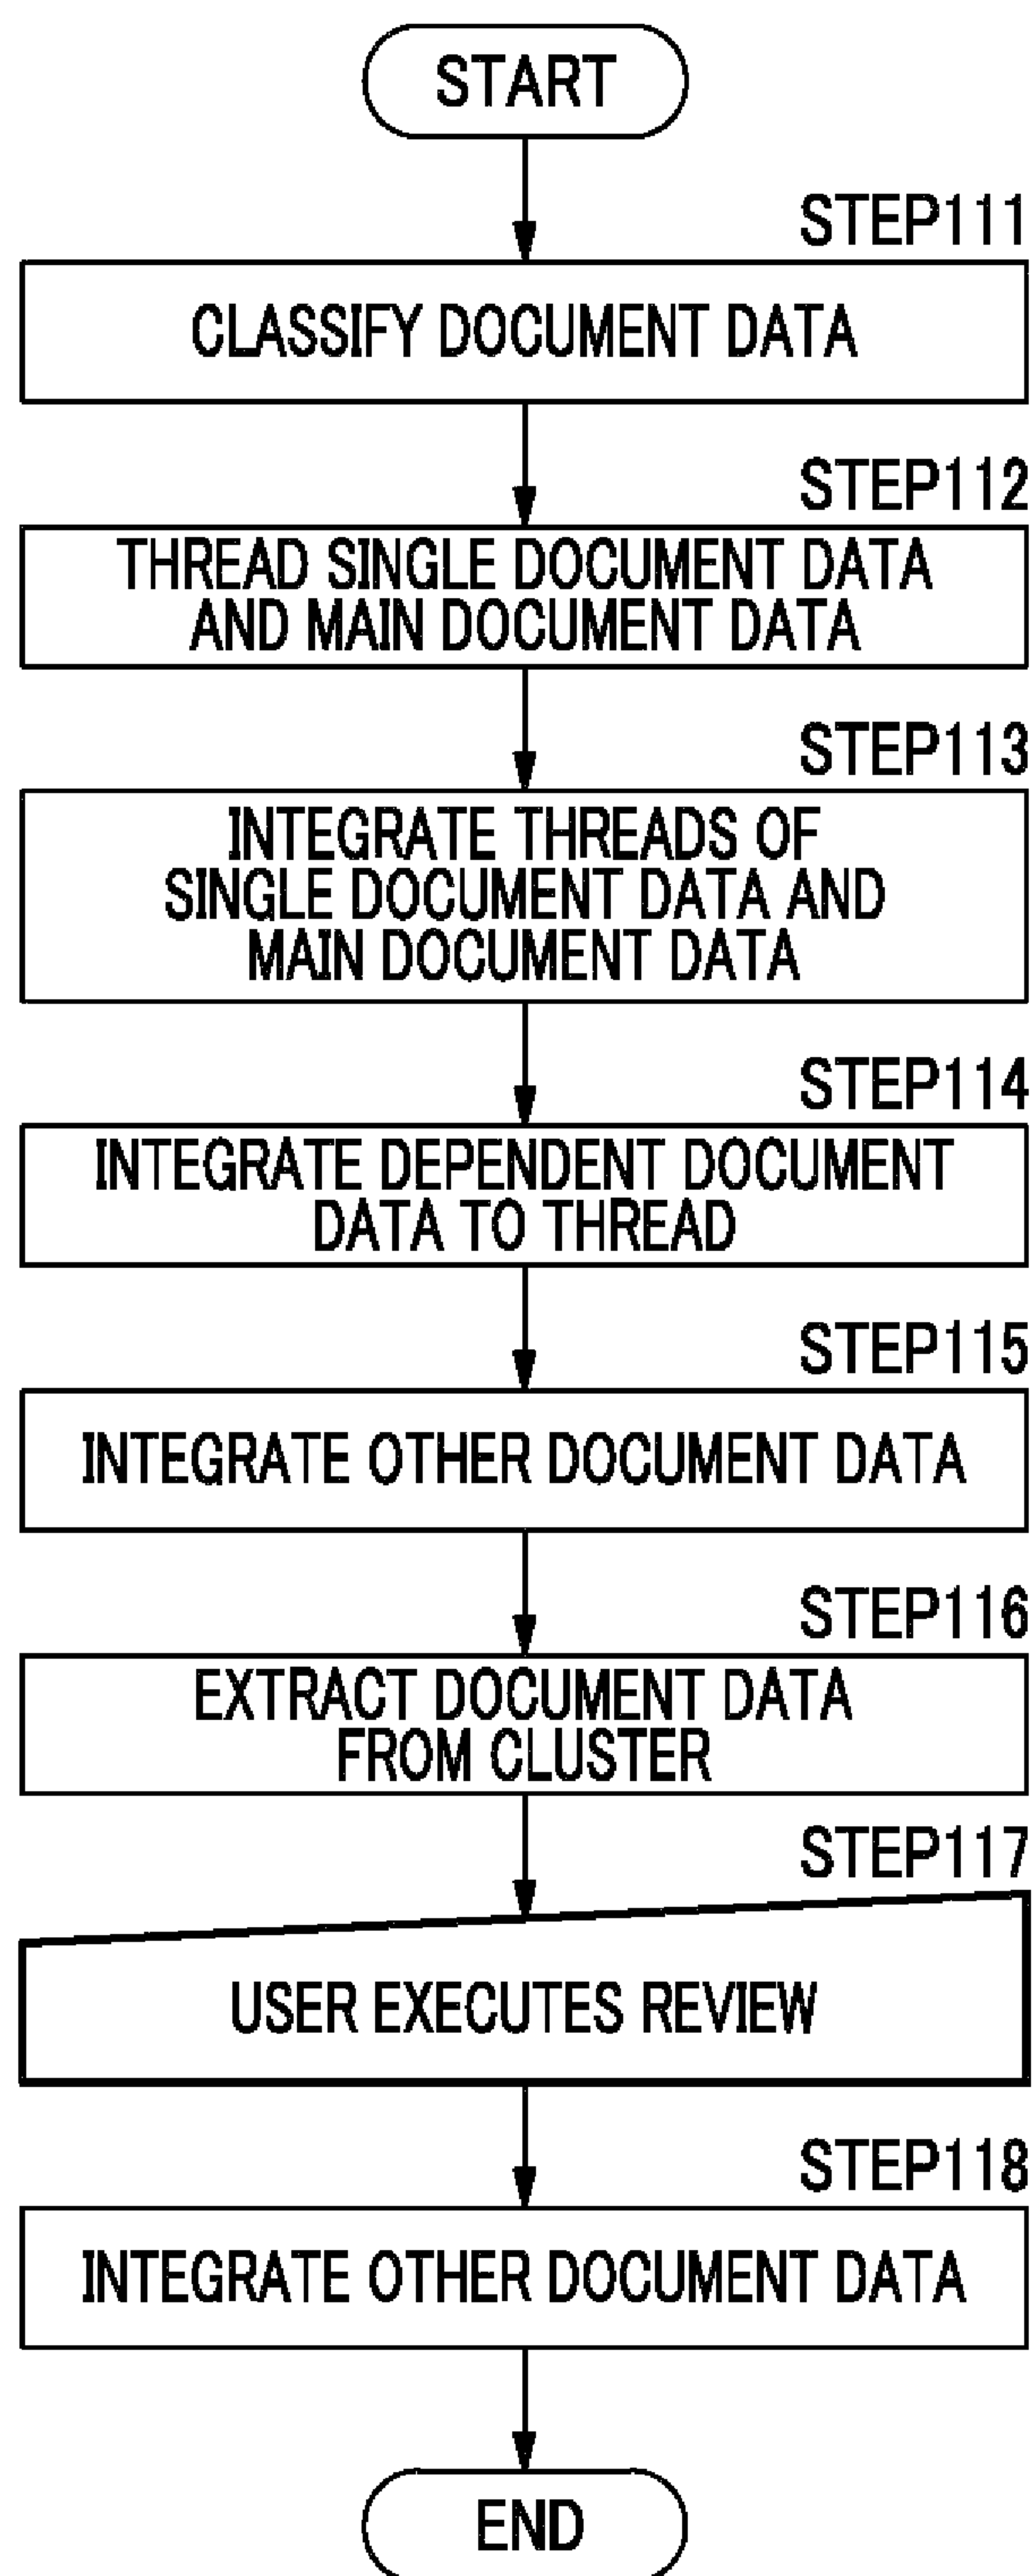 START
STEP111
CLASSIFY DOCUMENT DATA
STEP112
THREAD SINGLE DOCUMENT DATA
AND MAIN DOCUMENT DATA
STEP113
INTEGRATE THREADS OF
SINGLE DOCUMENT DATA AND
MAIN DOCUMENT DATA
STEP114
INTEGRATE DEPENDENT DOCUMENT
DATA TO THREAD
STEP115
INTEGRATE OTHER DOCUMENT DATA
STEP116
EXTRACT DOCUMENT DATA
FROM CLUSTER
STEP117
USER EXECUTES REVIEW
STEP118
INTEGRATE OTHER DOCUMENT DATA
END